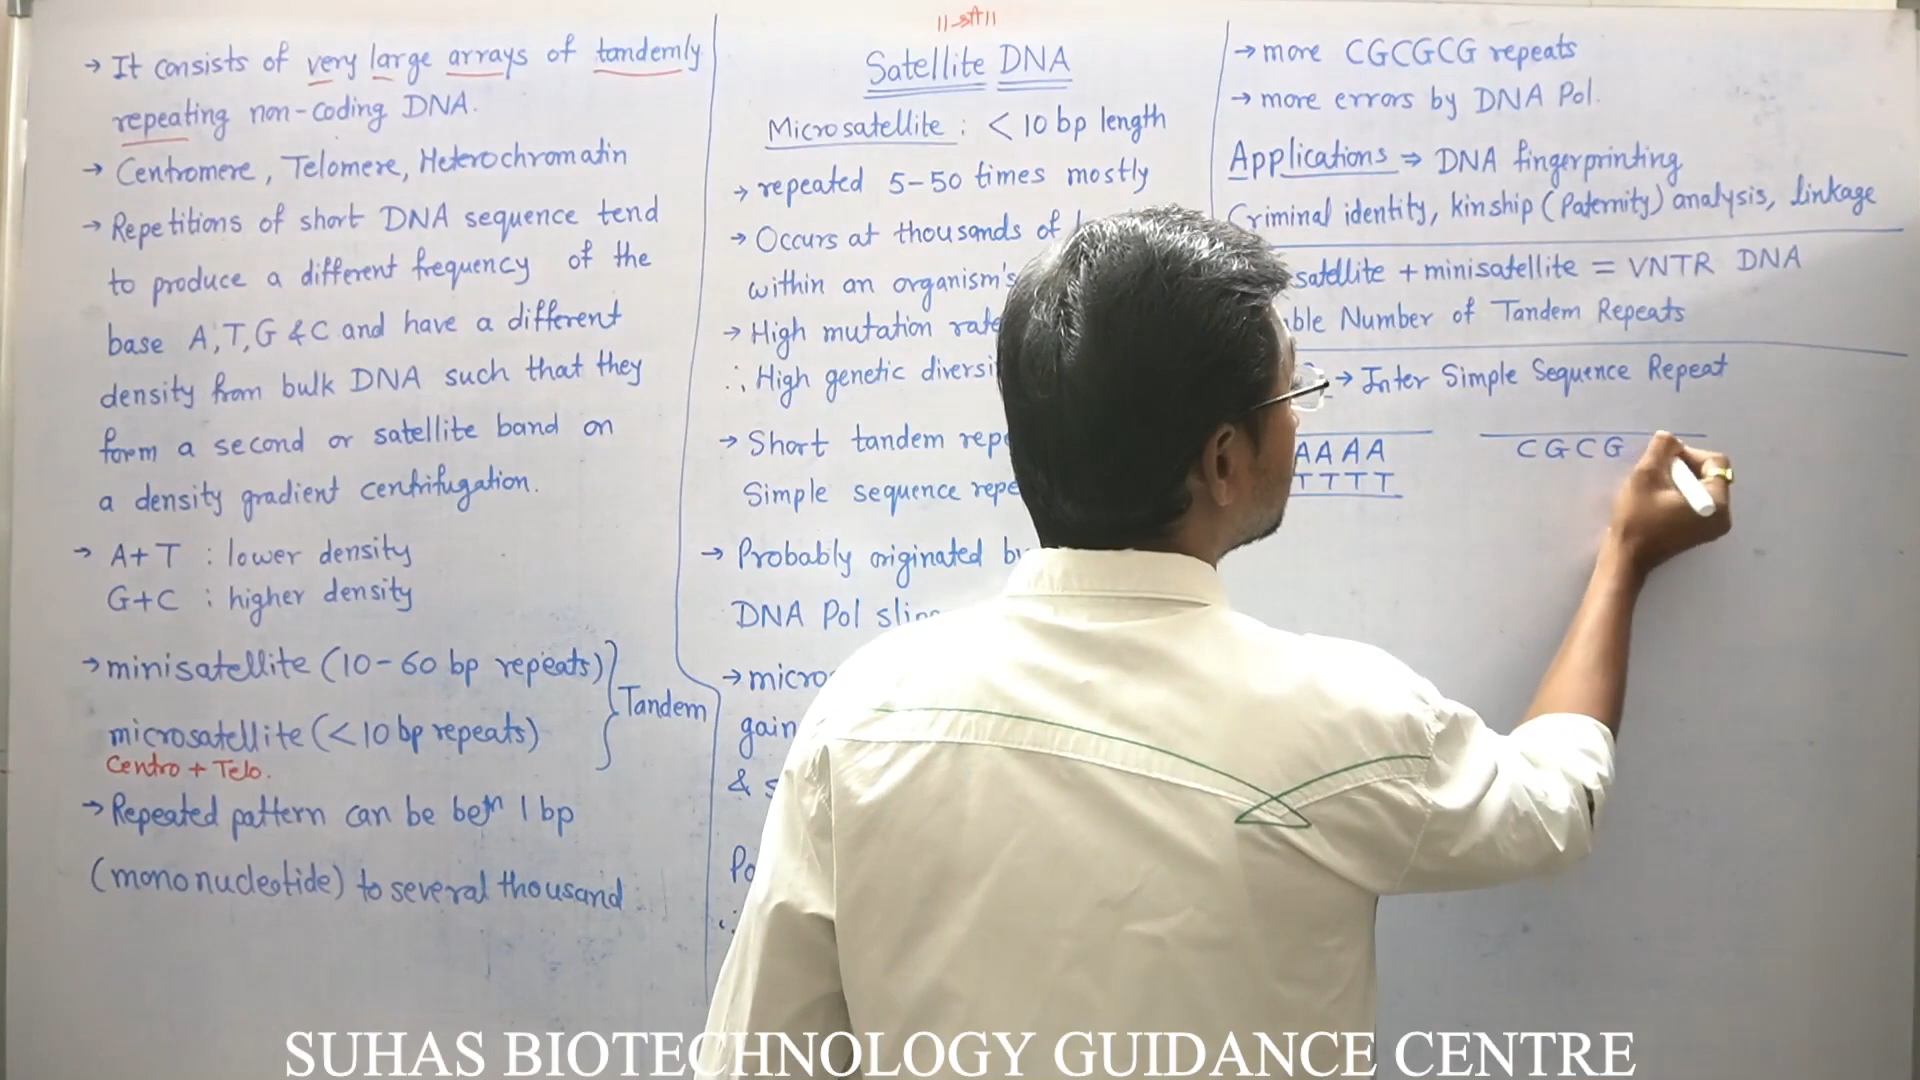 ॥श्री॥
→ It consists of very large arrays of tandemly
repeating non-coding DNA.
→ Centromere, Telomere, Heterochromatin
→ Repetitions of short DNA sequence tend
to produce a different frequency of the
base A,T,G & C and have a different
density from bulk DNA such that they
form a second or satellite band on
a density gradient centrifugation.
→ A+T : lower density
G+C : higher density
→ minisatellite (10-60 bp repeats)
microsatellite (<10 bp repeats)
Tandem
Centro + Telo.
→ Repeated pattern can be betn 1 bp
(mononucleotide) to several thousand.
Satellite DNA
Microsatellite : < 10 bp length
→ repeated 5-50 times mostly
→ Occurs at thousands of
within an organism's
→ High mutation rate
∴ High genetic
→ Short tandem
Simple sequence
→ Probably originated
DNA Pol
→
gain
&
→ more CGCGCG repeats
→ more errors by DNA Pol.
Applications ⇒ DNA fingerprinting
Criminal identity, kinship (Paternity) analysis, linkage
satellite + minisatellite = VNTR DNA
Number of Tandem Repeats
→ Inter Simple Sequence Repeat
AAAA CGCG
TTTT
SUHAS BIOTECHNOLOGY GUIDANCE CENTRE